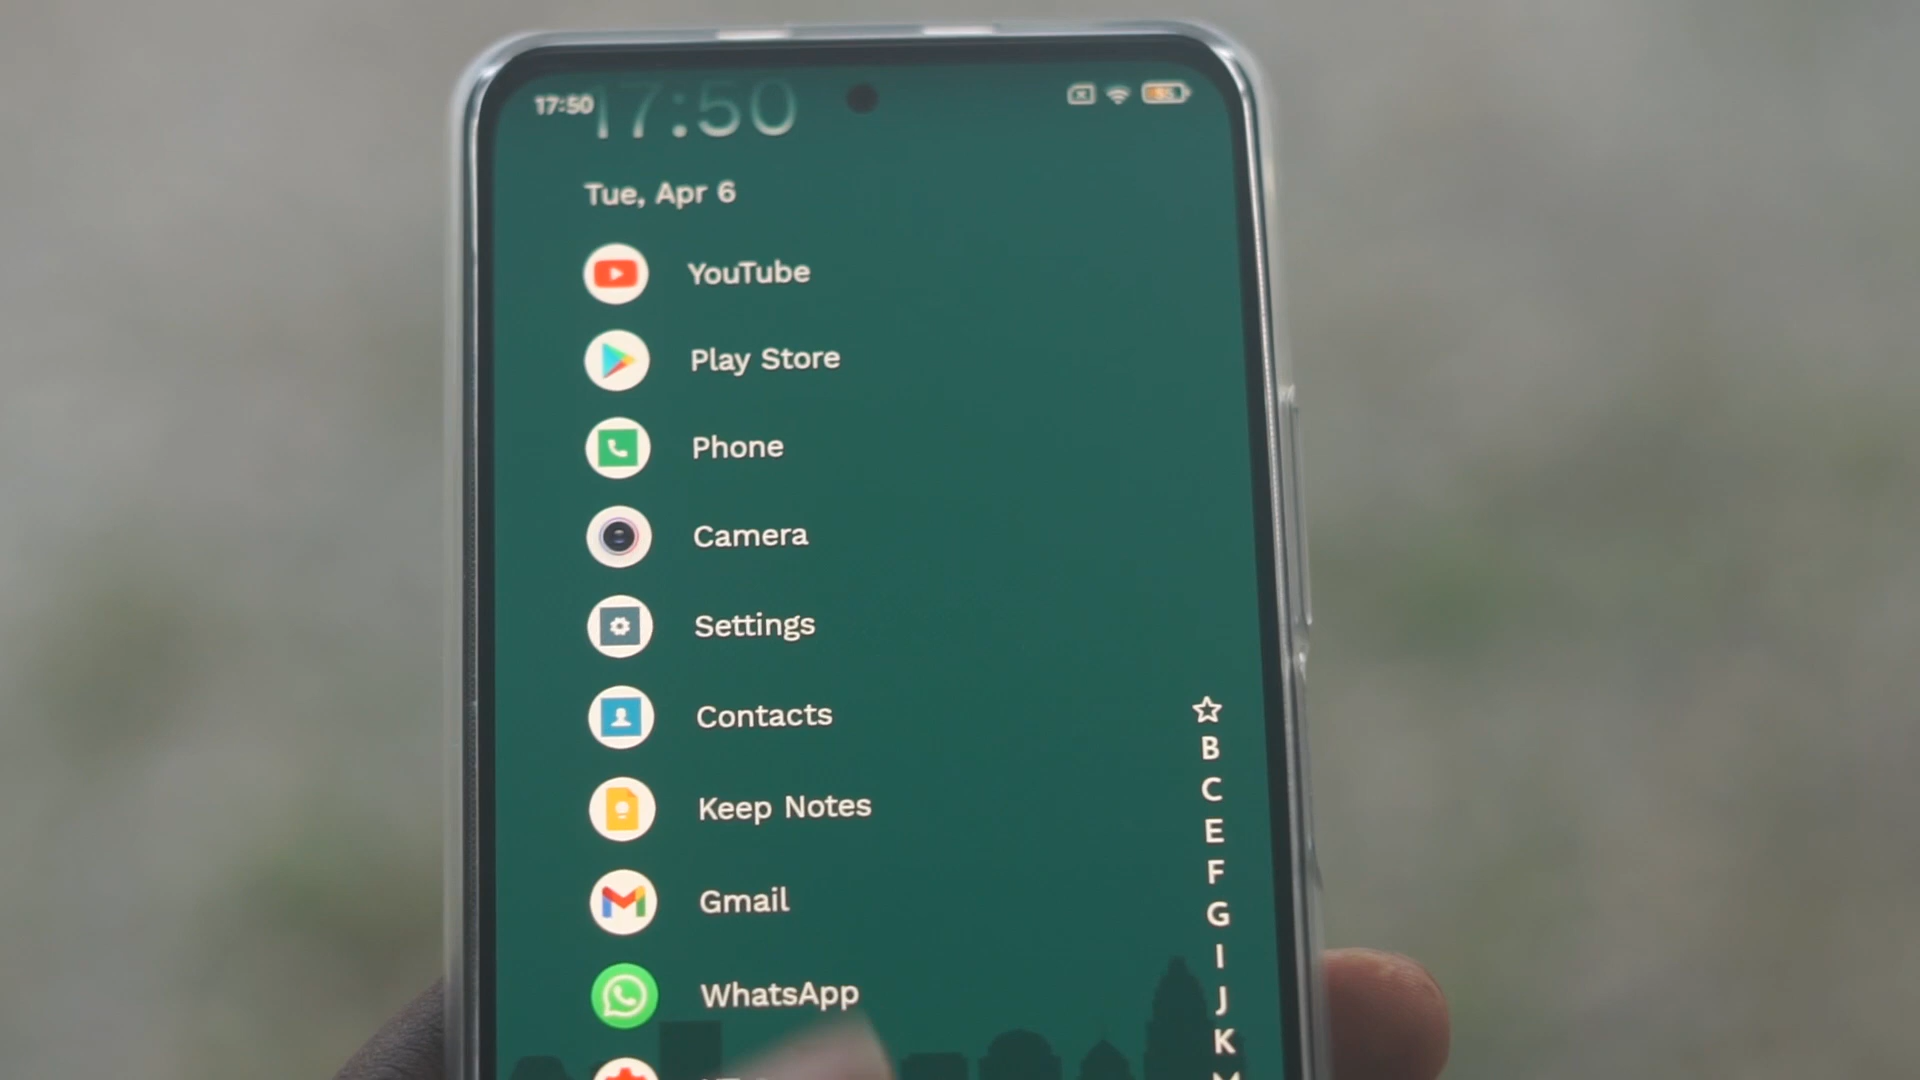 17:50
17:50
Tue, Apr 6
YouTube
Play Store
Phone
Camera
Settings
Contacts
Keep Notes
Gmail
WhatsApp
B
C
E
F
G
I
J
K